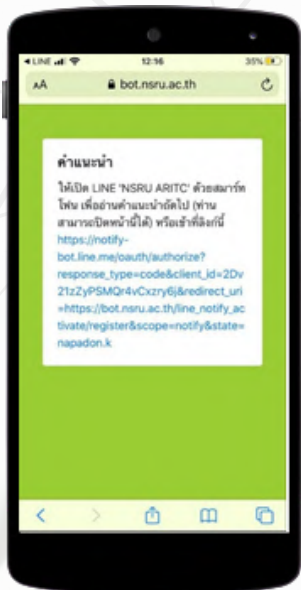 LINE 12:16 35%
AA bot.nsru.ac.th
คำแนะนำ
ให้เปิด LINE 'NSRU ARITC' ด้วยสมาร์ท
โฟน เพื่ออ่านคำแนะนำถัดไป (ท่าน
สามารถปิดหน้านี้ได้) หรือเข้าที่ลิงก์นี้
https://notify-
bot.line.me/oauth/authorize?
response_type=code&client_id=2Dv
21zZyPSMQr4vCxzry6j&redirect_uri
=https://bot.nsru.ac.th/line_notify_ac
tivate/register&scope=notify&state=
napadon.k